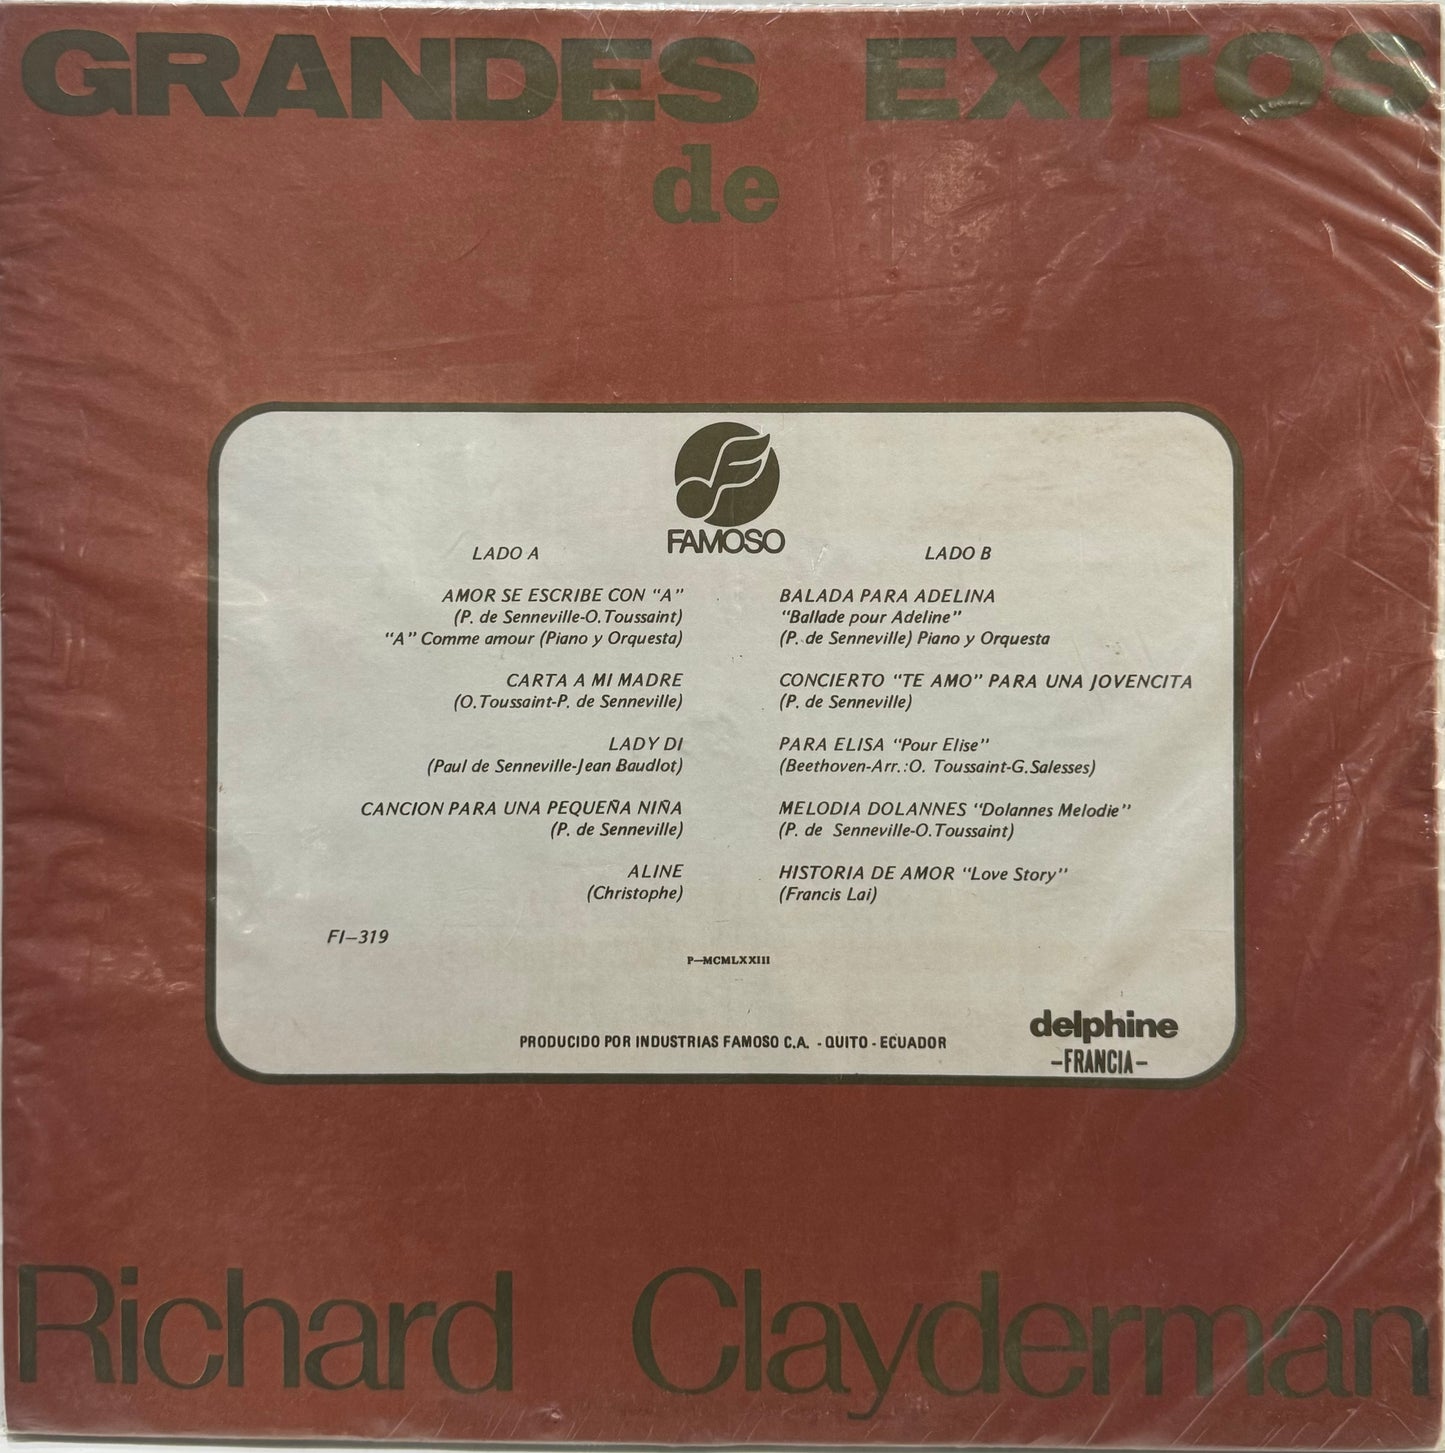 GRANDES EXITOS
de
FAMOSO
LADO A
AMOR SE ESCRIBE CON "A"
(P. de Senneville-O.Toussaint)
"A" Comme amour (Piano y Orquesta)
CARTA A MI MADRE
(O.Toussaint-P. de Senneville)
LADY DI
(Paul de Senneville-Jean Baudlot)
CANCION PARA UNA PEQUEÑA NIÑA
(P. de Senneville)
ALINE
(Christophe)
LADO B
BALADA PARA ADELINA
"Ballade pour Adeline"
(P. de Senneville) Piano y Orquesta
CONCIERTO "TE AMO" PARA UNA JOVENCITA
(P. de Senneville)
PARA ELISA "Pour Elise"
(Beethoven-Arr.:O. Toussaint-G.Salesses)
MELODIA DOLANNES "Dolannes Melodie"
(P. de Senneville-O.Toussaint)
HISTORIA DE AMOR "Love Story"
(Francis Lai)
FI-319
P-MCMLXXIII
PRODUCIDO POR INDUSTRIAS FAMOSO C.A. - QUITO - ECUADOR
delphine
-FRANCIA-
Richard Clayderman